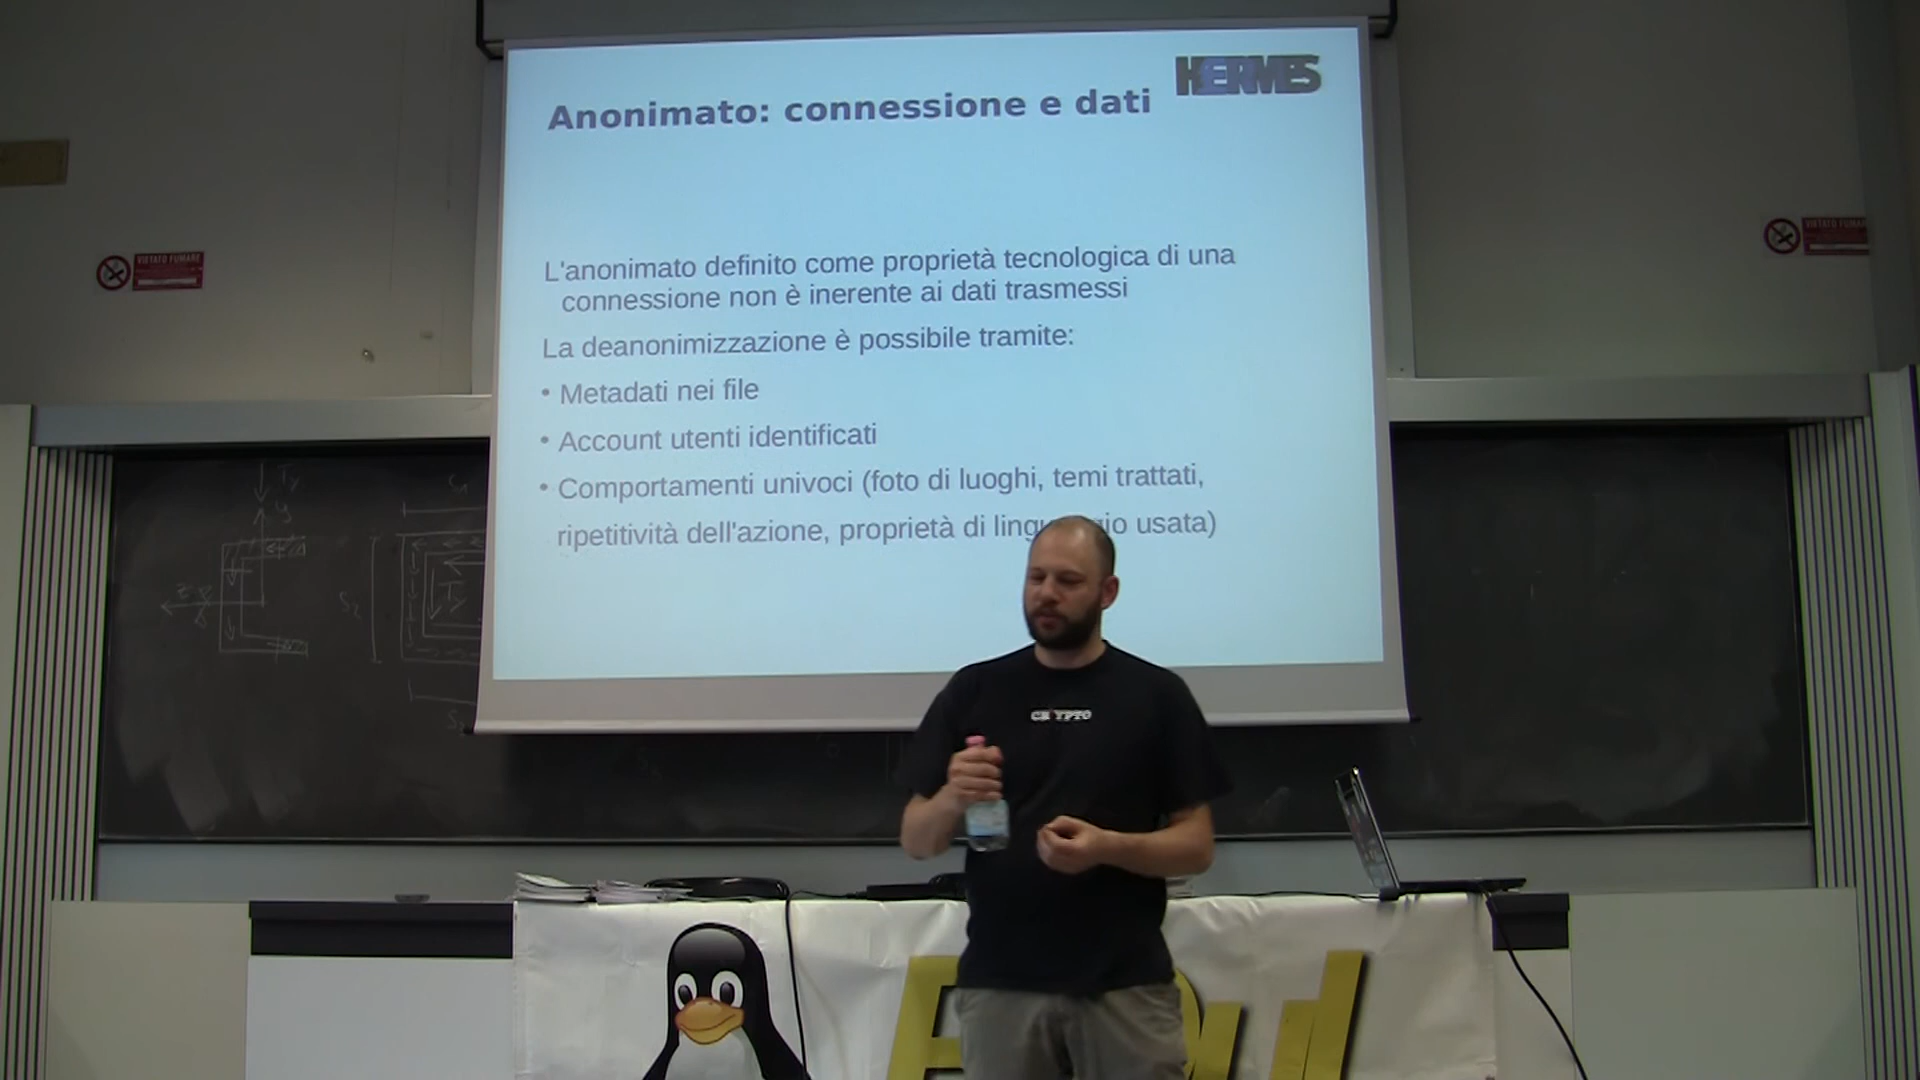 HERMES
Anonimato: connessione e dati
L'anonimato definito come proprietà tecnologica di una
connessione non è inerente ai dati trasmessi
La deanonimizzazione è possibile tramite:
• Metadati nei file
• Account utenti identificati
• Comportamenti univoci (foto di luoghi, temi trattati,
ripetitività dell'azione, proprietà di linguaggio usata)
VIETATO FUMARE
VIETATO FUMARE
CRYPTO